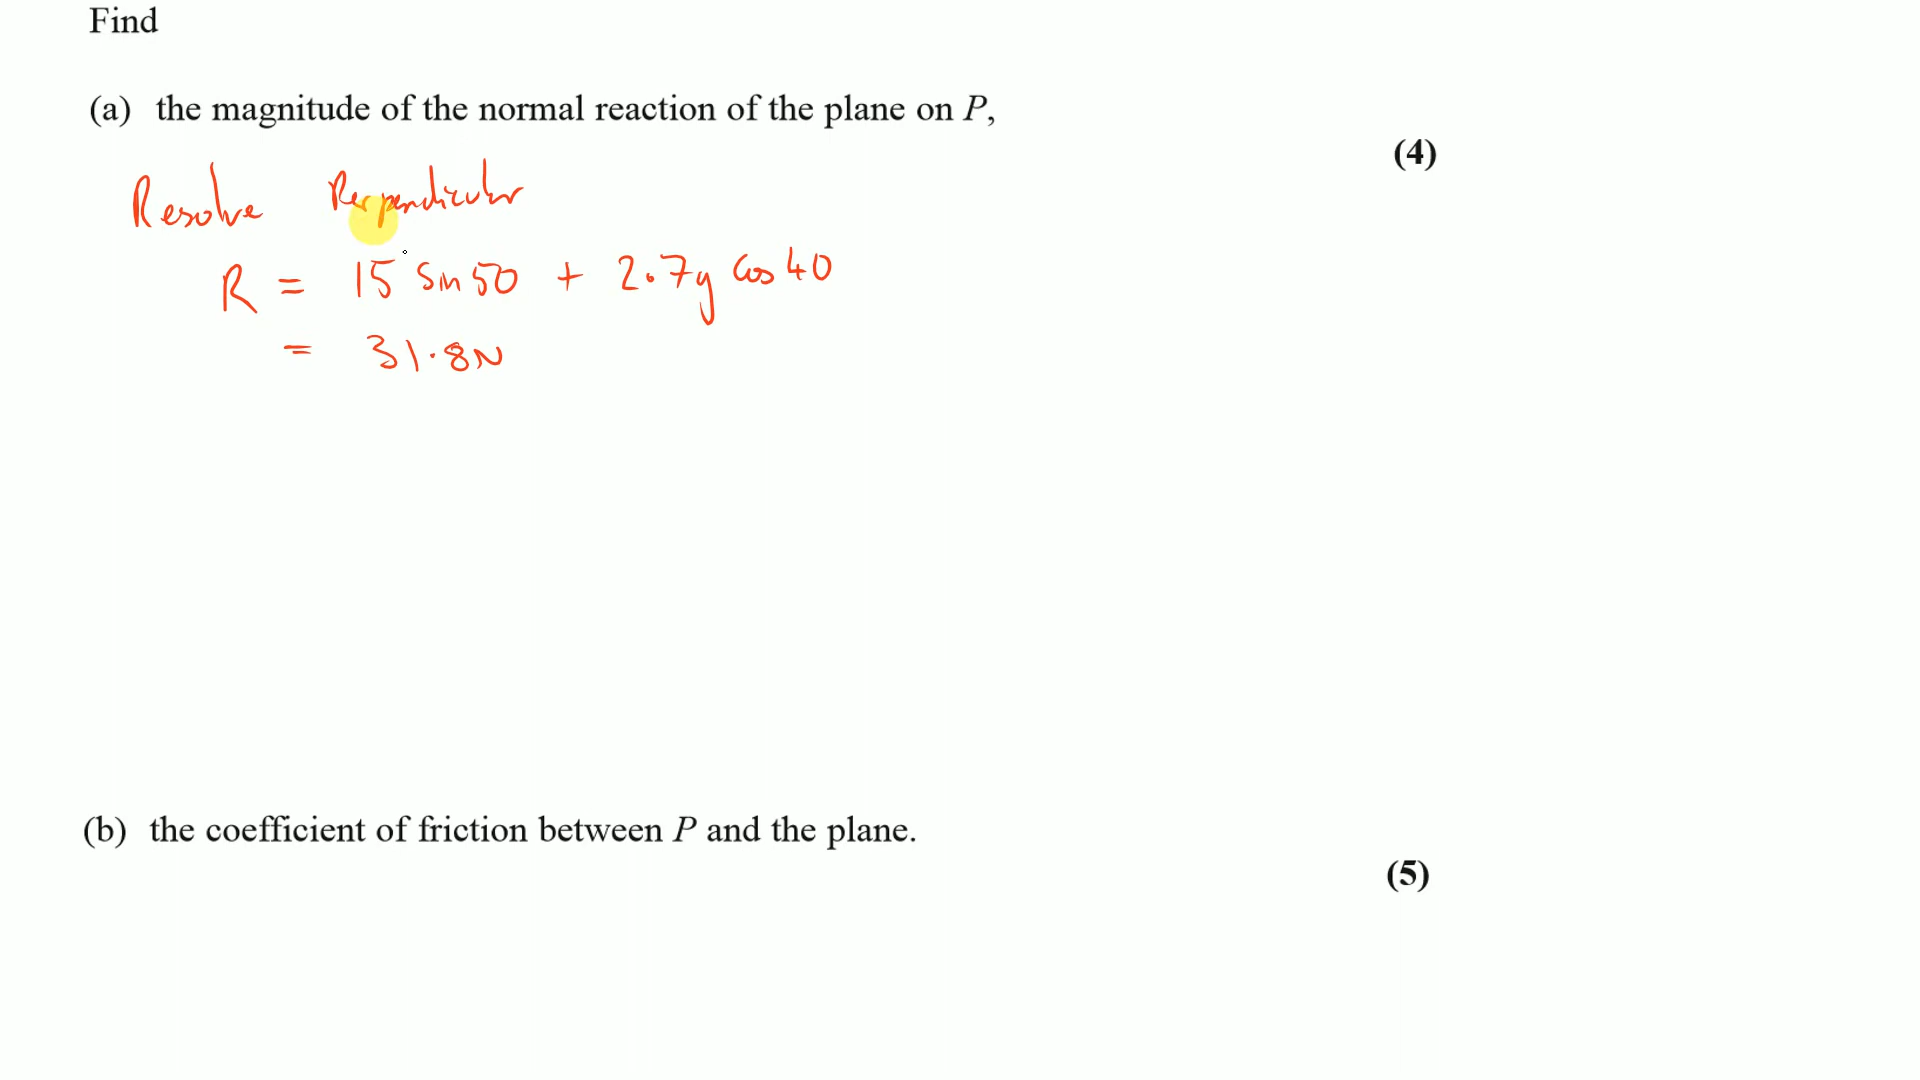 Find
(a) the magnitude of the normal reaction of the plane on P,
(4)
Resolve Perpendicular
R = 15 Sin 50 + 2.7g Cos 40
= 31.8N
(b) the coefficient of friction between P and the plane.
(5)